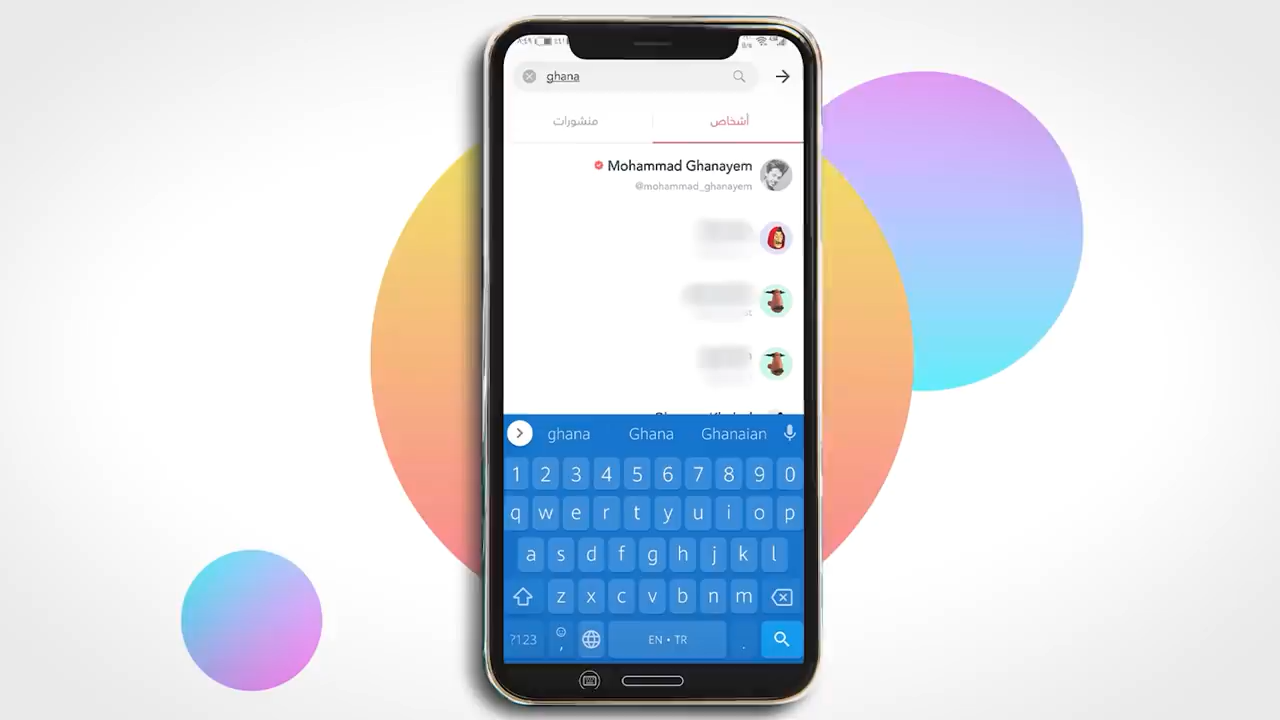 ghana
أشخاص
منشورات
Mohammad Ghanayem
@mohammad_ghanayem
ghana Ghana Ghanaian
1 2 3 4 5 6 7 8 9 0
q w e r t y u i o p
a s d f g h j k l
z x c v b n m
?123 , EN • TR .